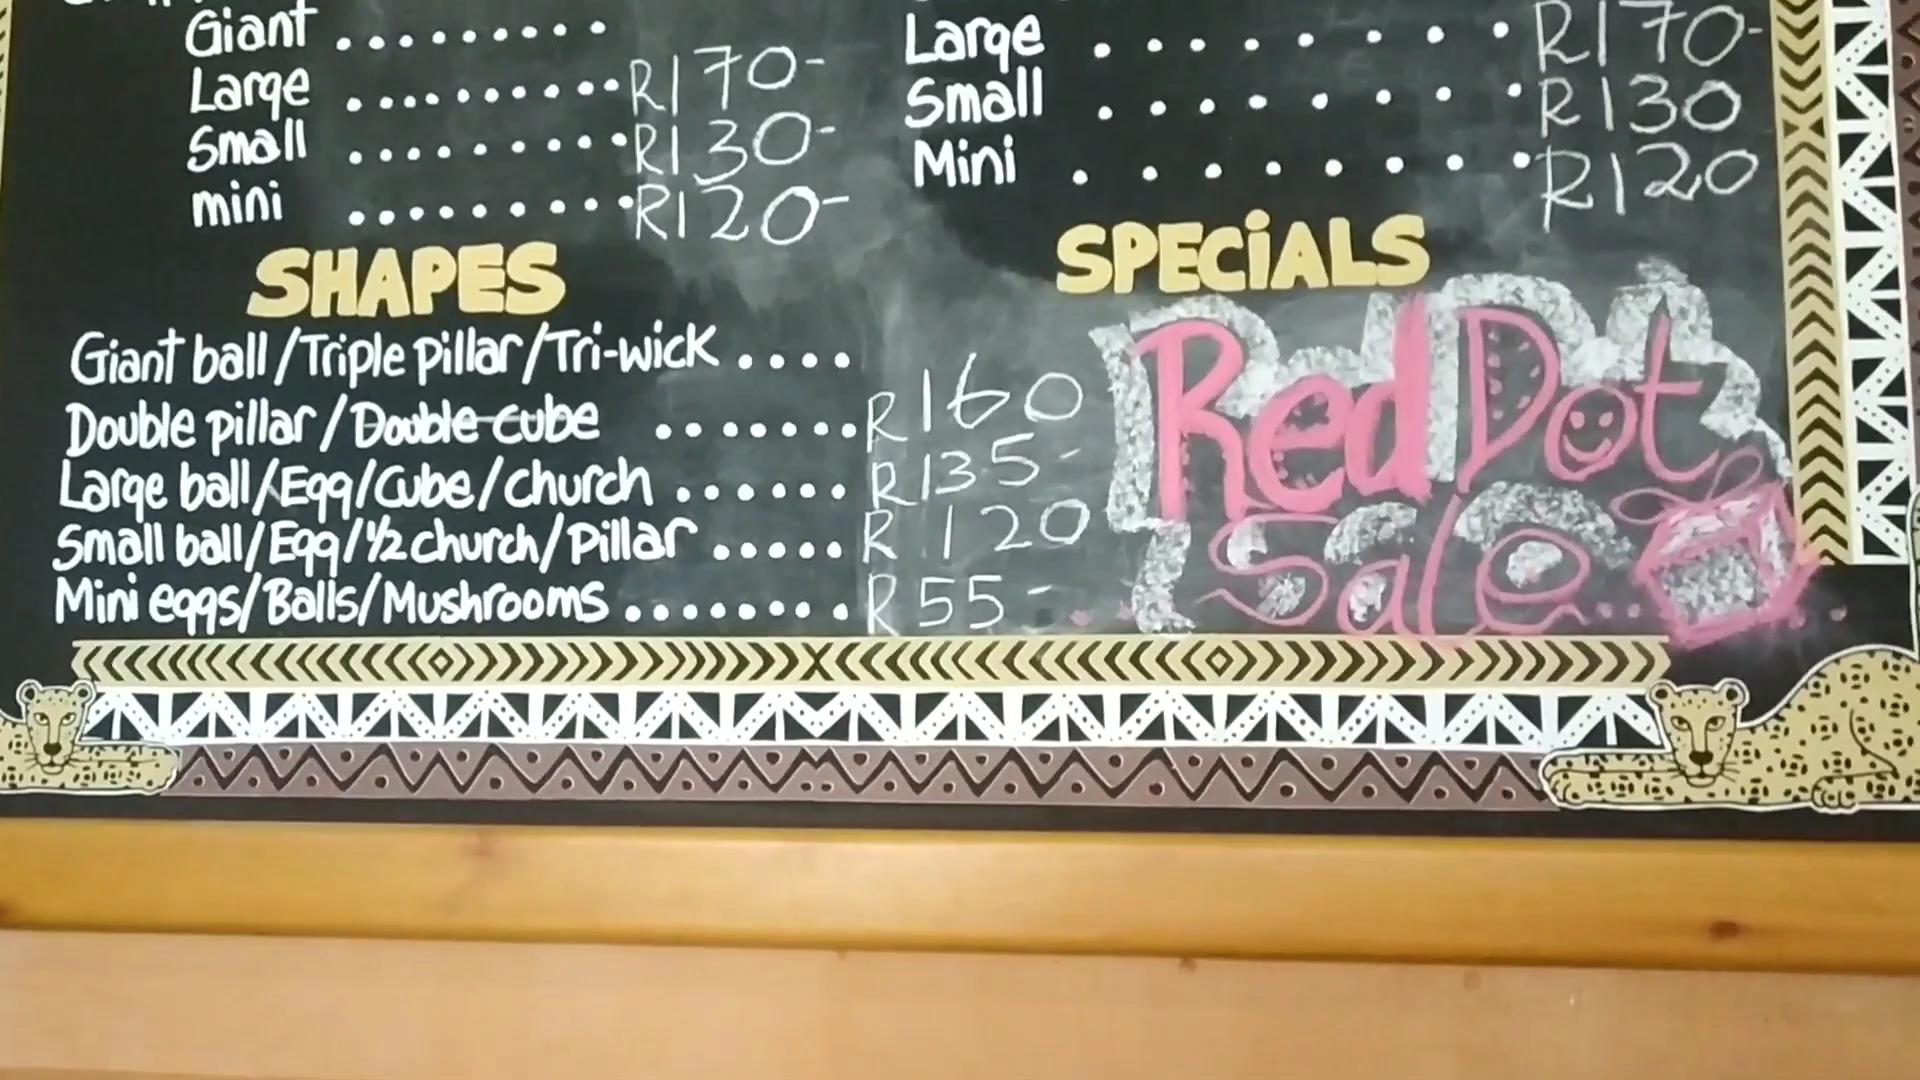 Giant .........
Large .......... R170-
Small .......... R130-
mini .......... R120-
SHAPES
Giant ball/Triple pillar/Tri-wick ....
Double pillar/Double cube ....... R160
Large ball/Egg/Cube/church ...... R135-
Small ball/Egg/1/2 church/Pillar ..... R120
Mini eggs/Balls/Mushrooms ........ R55-
Large ........ R170-
Small ......... R130
Mini ........ R120
SPECiALS
Red Dot
Sale...